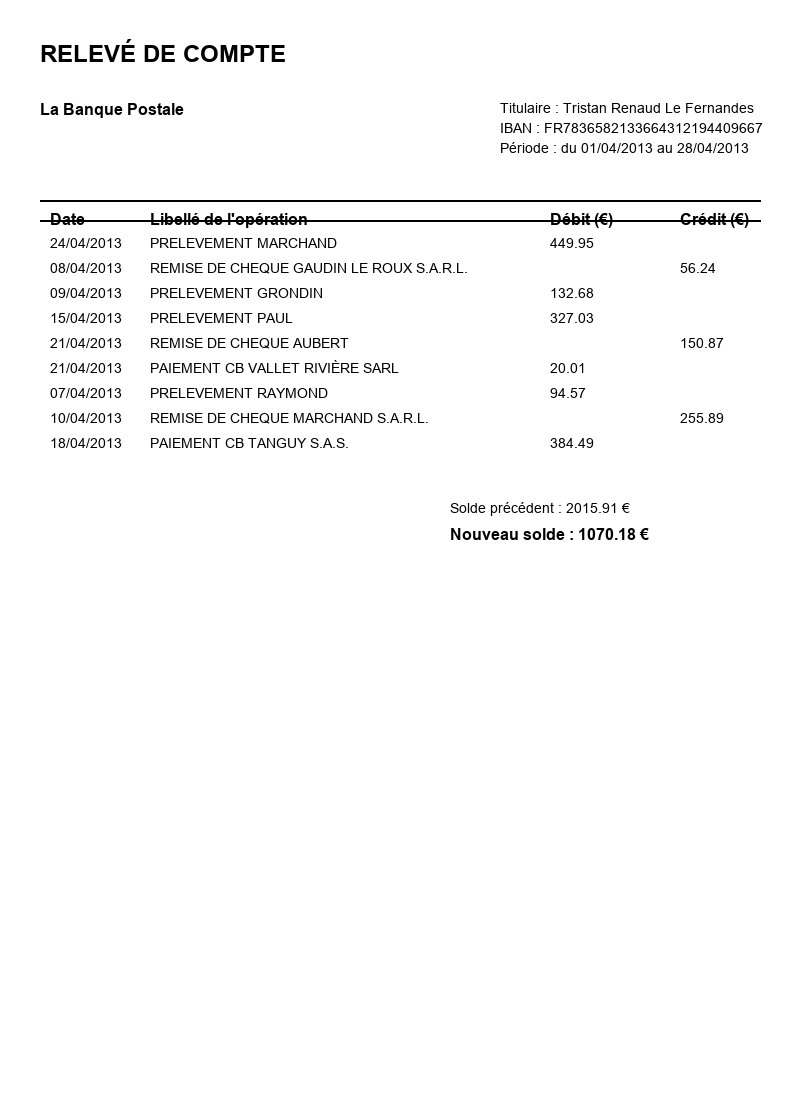 RELEVÉ DE COMPTE
La Banque Postale
Titulaire : Tristan Renaud Le Fernandes
IBAN : FR7836582133664312194409667
Période : du 01/04/2013 au 28/04/2013
Date Libellé de l'opération Débit (€) Crédit (€)
24/04/2013 PRELEVEMENT MARCHAND 449.95
08/04/2013 REMISE DE CHEQUE GAUDIN LE ROUX S.A.R.L. 56.24
09/04/2013 PRELEVEMENT GRONDIN 132.68
15/04/2013 PRELEVEMENT PAUL 327.03
21/04/2013 REMISE DE CHEQUE AUBERT 150.87
21/04/2013 PAIEMENT CB VALLET RIVIÈRE SARL 20.01
07/04/2013 PRELEVEMENT RAYMOND 94.57
10/04/2013 REMISE DE CHEQUE MARCHAND S.A.R.L. 255.89
18/04/2013 PAIEMENT CB TANGUY S.A.S. 384.49
Solde précédent : 2015.91 €
Nouveau solde : 1070.18 €